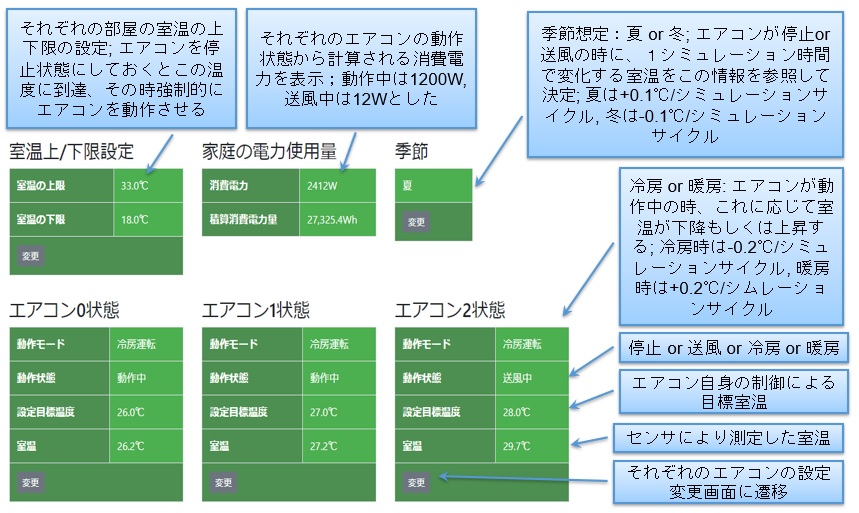 それぞれの部屋の室温の上
下限の設定; エアコンを停
止状態にしておくとこの温
度に到達、その時強制的に
エアコンを動作させる
それぞれのエアコンの動作
状態から計算される消費電
力を表示；動作中は1200W,
送風中は12Wとした
季節想定：夏 or 冬; エアコンが停止or
送風の時に、１シミュレーション時間
で変化する室温をこの情報を参照して
決定; 夏は+0.1℃/シミュレーションサ
イクル, 冬は-0.1℃/シミュレーション
サイクル
室温上/下限設定
室温の上限 33.0℃
室温の下限 18.0℃
変更
家庭の電力使用量
消費電力 2412W
積算消費電力量 27,325.4Wh
季節
夏
変更
冷房 or 暖房: エアコンが動
作中の時、これに応じて室
温が下降もしくは上昇す
る; 冷房時は-0.2℃/シミュ
レーションサイクル, 暖房
時は+0.2℃/シムレーショ
ンサイクル
エアコン0状態
動作モード 冷房運転
動作状態 動作中
設定目標温度 26.0℃
室温 26.2℃
変更
エアコン1状態
動作モード 冷房運転
動作状態 動作中
設定目標温度 27.0℃
室温 27.2℃
変更
エアコン2状態
動作モード 冷房運転
動作状態 送風中
設定目標温度 28.0℃
室温 29.7℃
変更
停止 or 送風 or 冷房 or 暖房
エアコン自身の制御による
目標室温
センサにより測定した室温
それぞれのエアコンの設定
変更画面に遷移